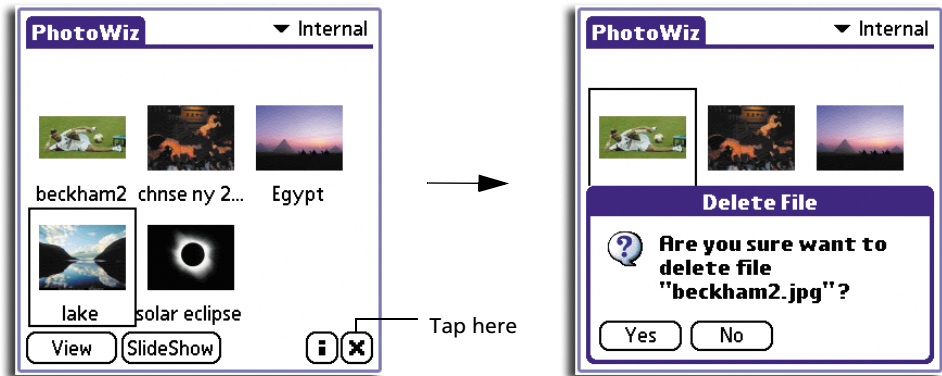 PhotoWiz
Internal
beckham2 chnse ny 2... Egypt
lake solar eclipse
View SlideShow
Tap here
PhotoWiz
Internal
Delete File
Are you sure want to
delete file
"beckham2.jpg"?
Yes No